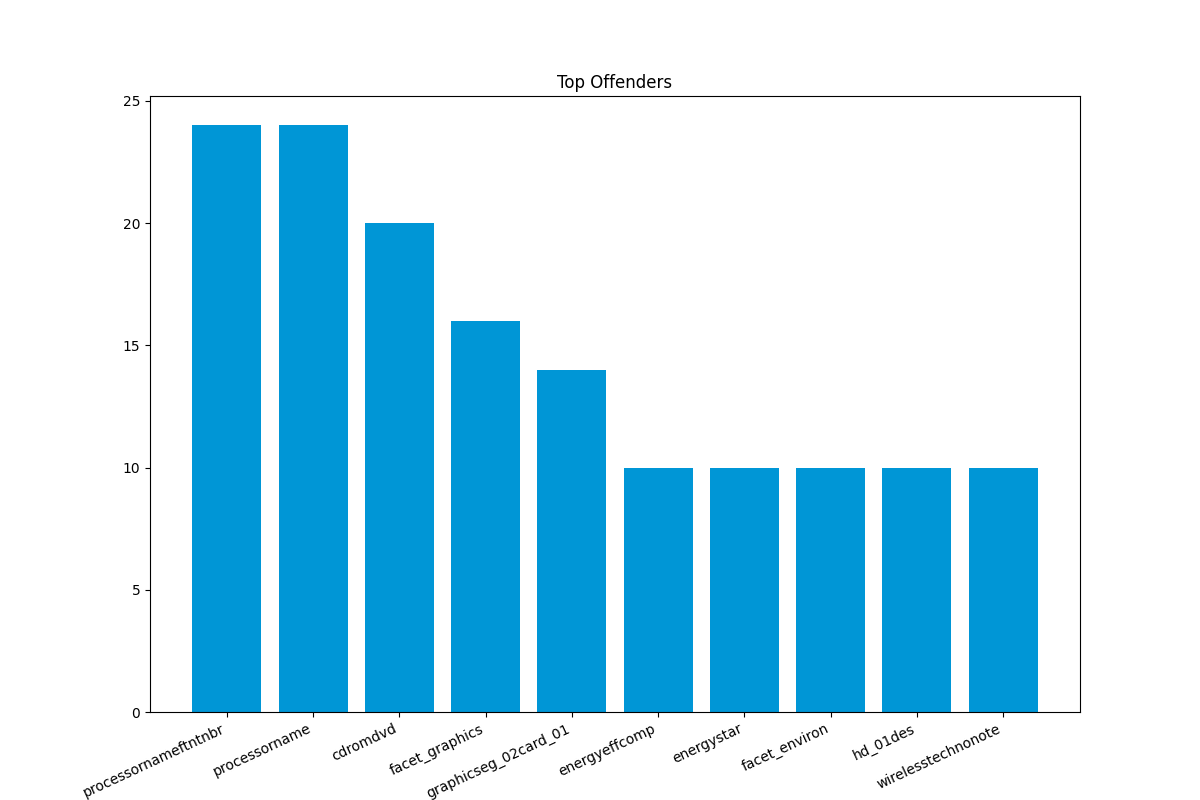 Top Offenders
25
20
15
10
5
0
processornameftntnbr
processorname
cdromdvd
facet_graphics
graphicseg_02card_01
energyeffcomp
energystar
facet_environ
hd_01des
wirelesstechnonote